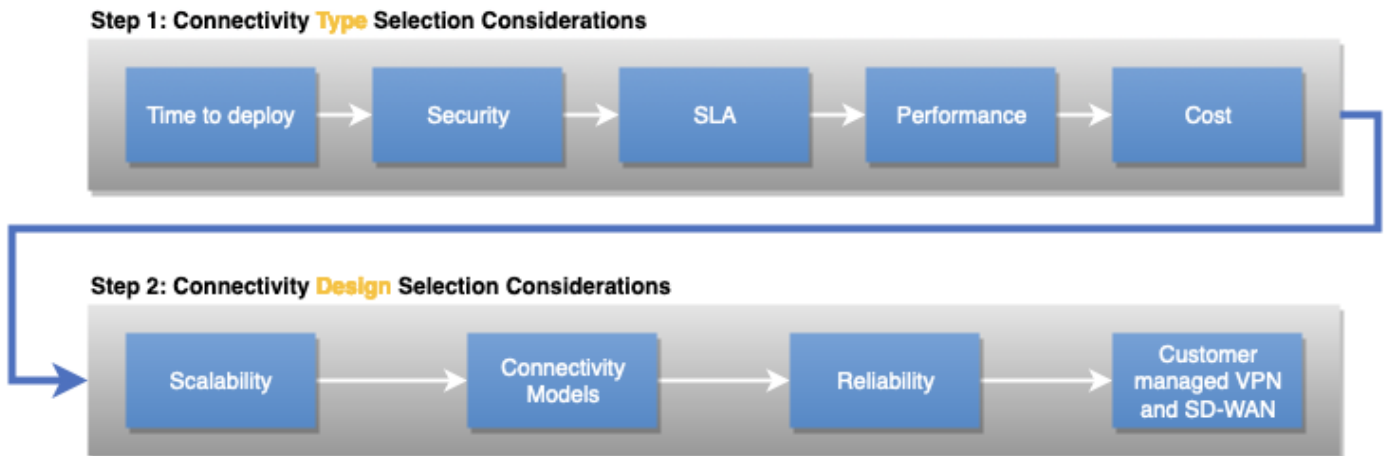 Step 1: Connectivity Type Selection Considerations
Time to deploy
Security
SLA
Performance
Cost
Step 2: Connectivity Design Selection Considerations
Scalability
Connectivity
Models
Reliability
Customer
managed VPN
and SD-WAN